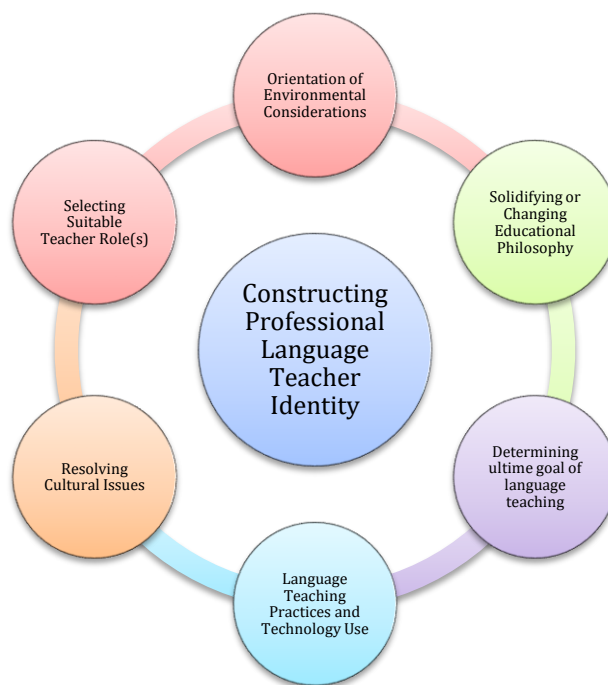 Orientation of
Environmental
Considerations
Solidifying or
Changing
Educational
Philosophy
Determining
ultime goal of
language
teaching
Language
Teaching
Practices and
Technology Use
Resolving
Cultural Issues
Selecting
Suitable
Teacher Role(s)
Constructing
Professional
Language
Teacher
Identity